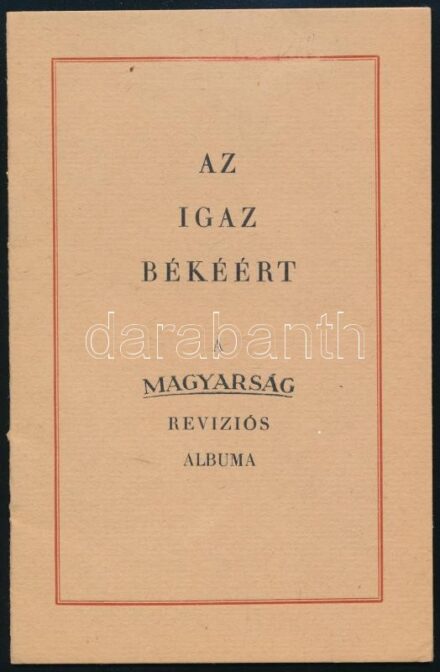 AZ
IGAZ
BÉKÉÉRT
darabanth
A
MAGYARSÁG
REVIZIÓS
ALBUMA